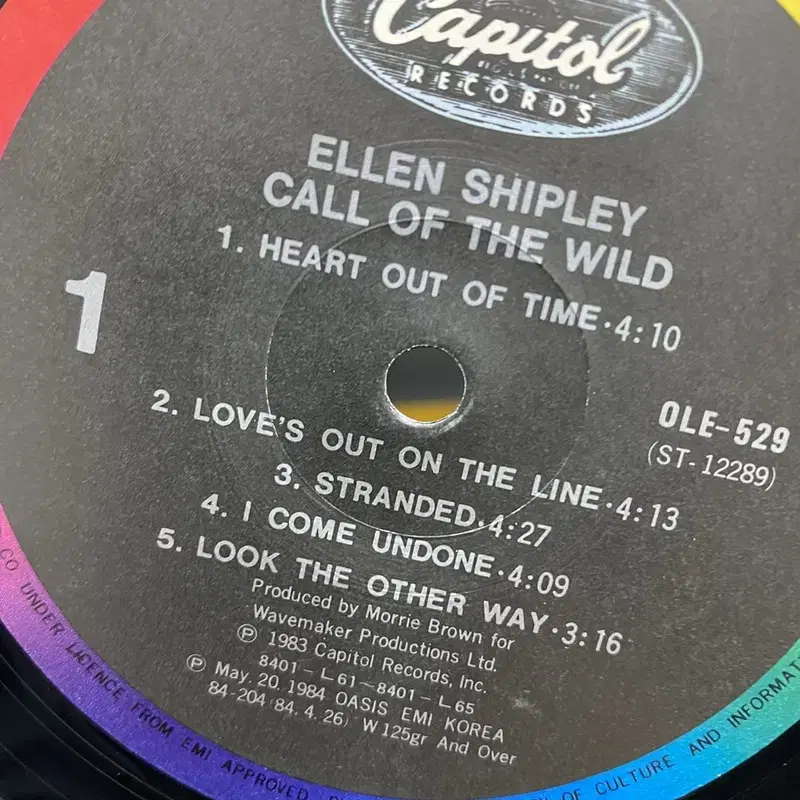 Capitol
RECORDS
ELLEN SHIPLEY
CALL OF THE WILD
1. HEART OUT OF TIME·4:10
1
OLE-529
(ST-12289)
2. LOVE'S OUT ON THE LINE·4:13
3. STRANDED·4:27
4. I COME UNDONE·4:09
5. LOOK THE OTHER WAY·3:16
Produced by Morrie Brown for
Wavemaker Productions Ltd.
Ⓟ 1983 Capitol Records, Inc.
8401-L61-8401-L65
Ⓟ May. 20. 1984 OASIS EMI KOREA
84-204 (84. 4. 26) W 125gr And Over
CO UNDER LICENCE FROM EMI APPROVED OF CULTURE AND INFORMAT